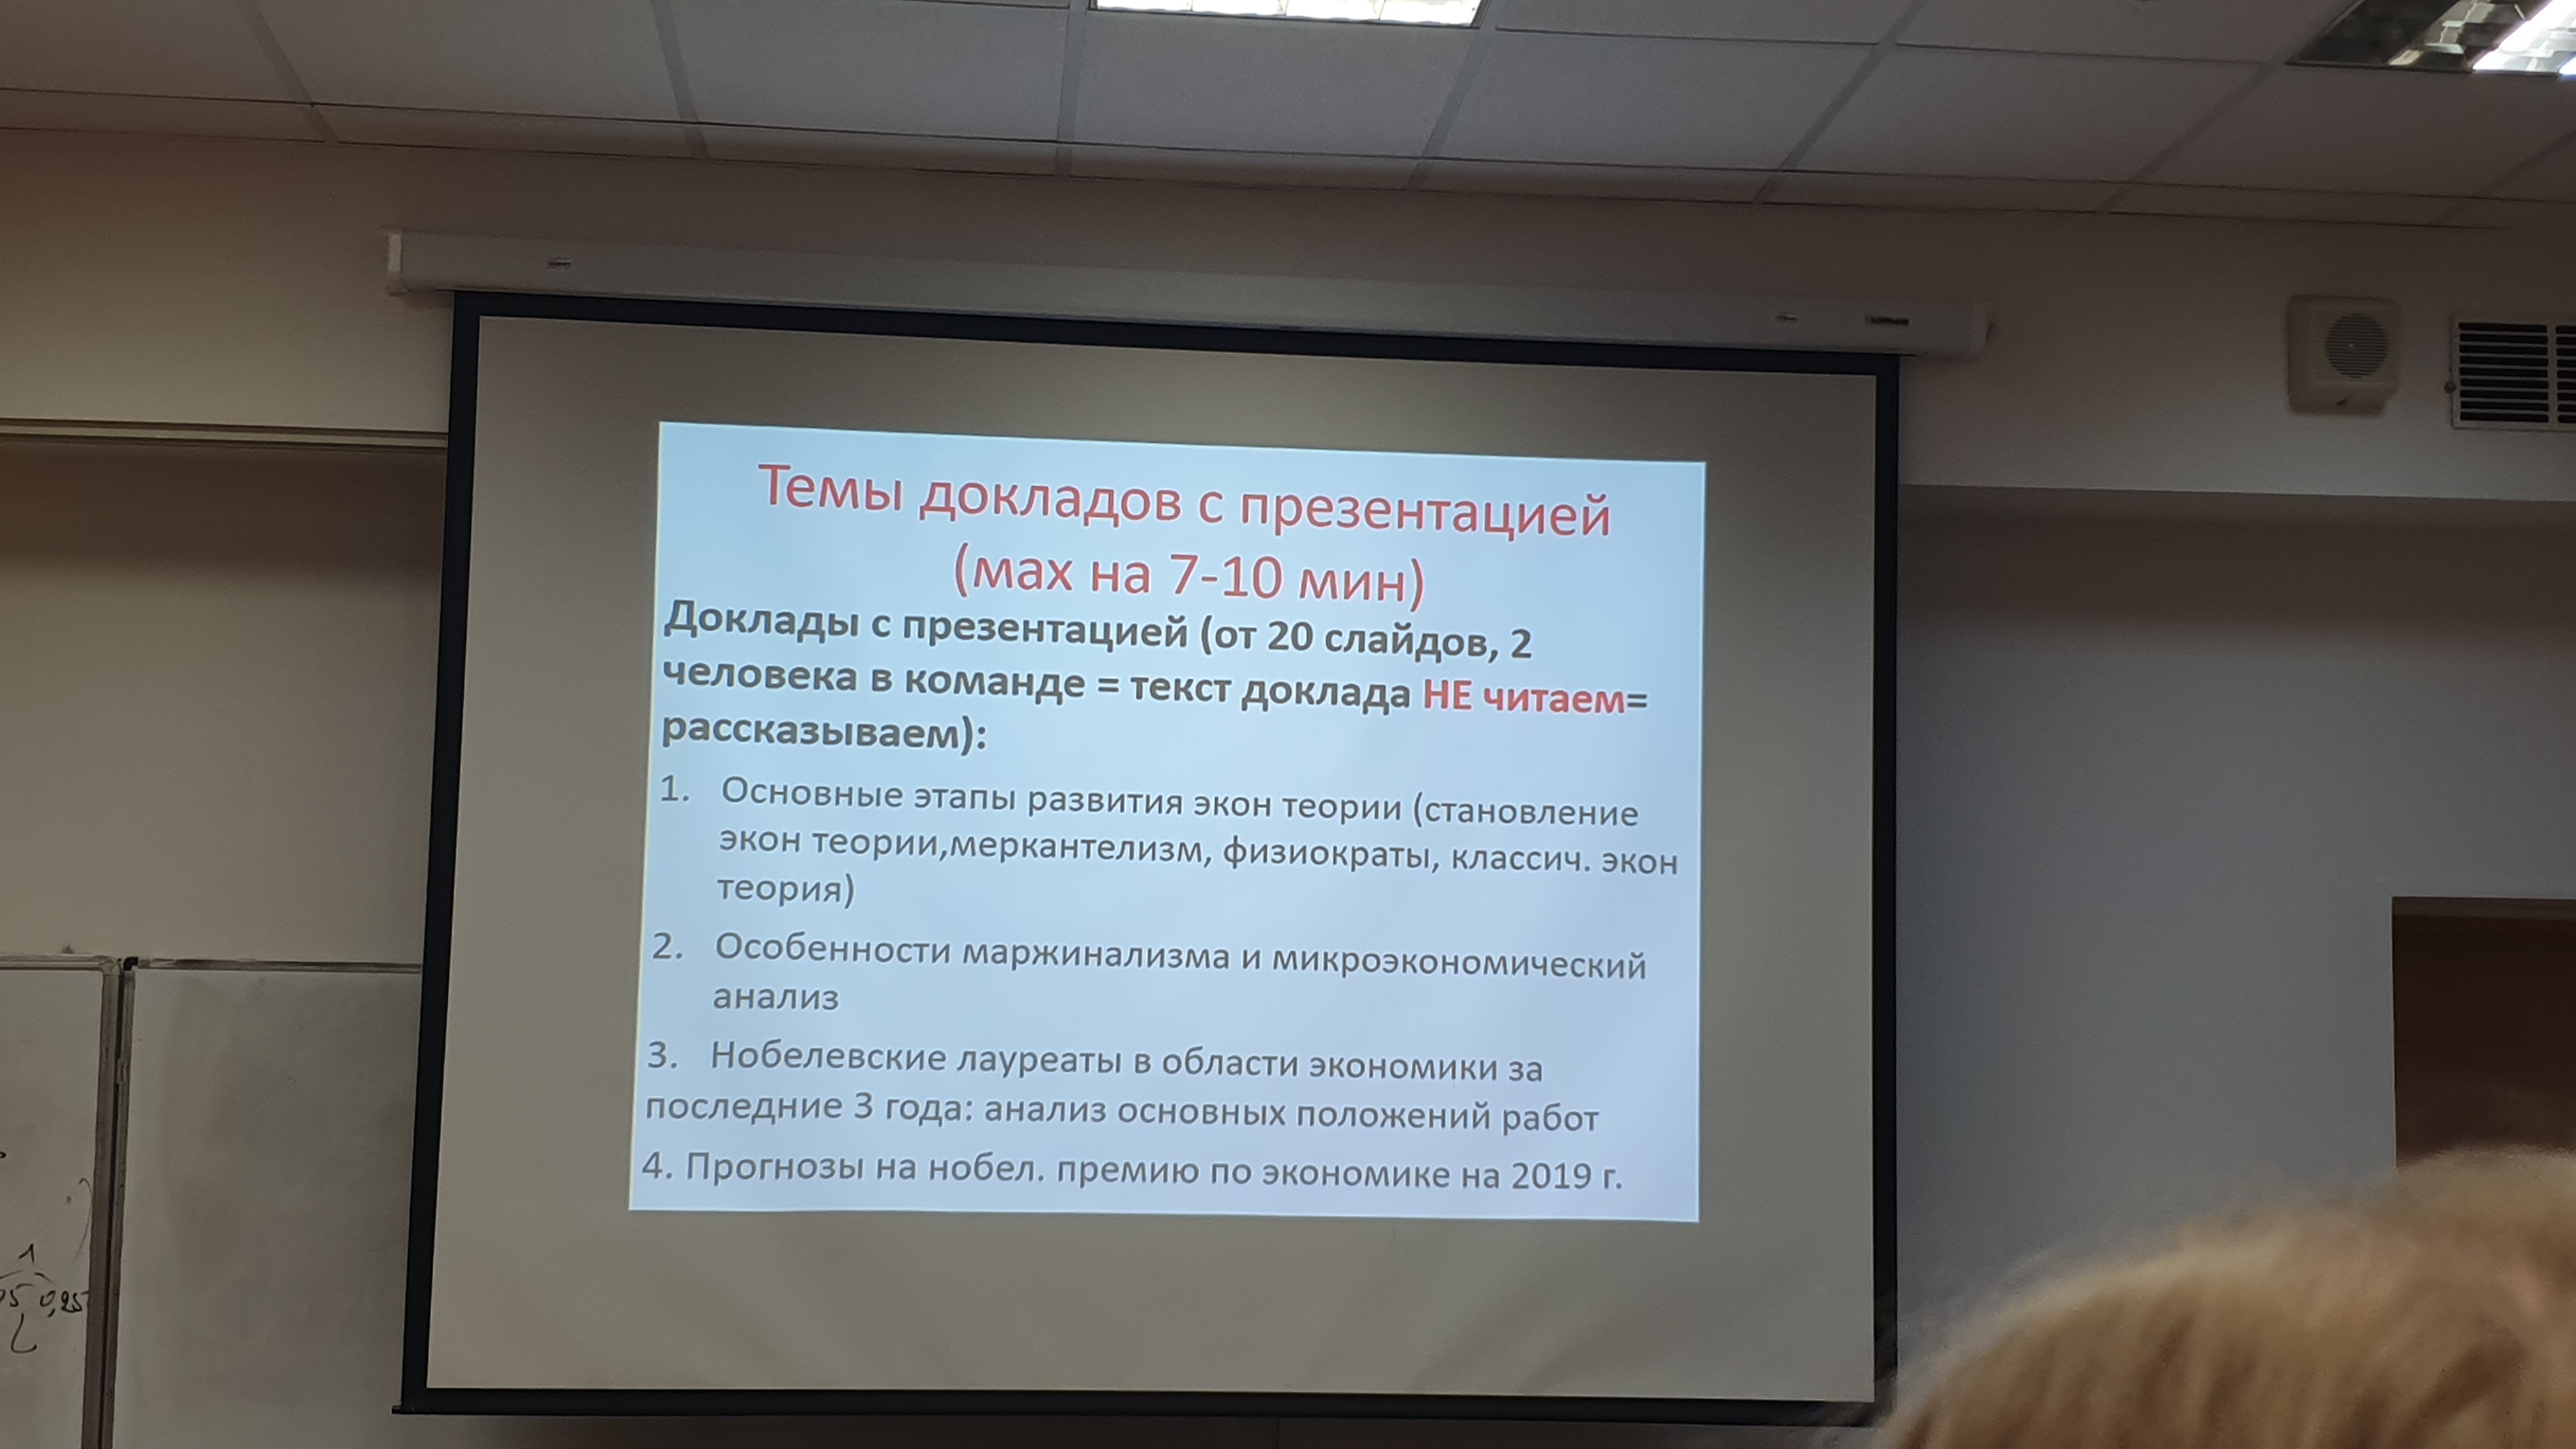 Темы докладов с презентацией
(мах на 7-10 мин)
Доклады с презентацией (от 20 слайдов, 2
человека в команде = текст доклада НЕ читаем=
рассказываем):
1. Основные этапы развития экон теории (становление
экон теории,меркантелизм, физиократы, классич. экон
теория)
2. Особенности маржинализма и микроэкономический
анализ
3. Нобелевские лауреаты в области экономики за
последние 3 года: анализ основных положений работ
4. Прогнозы на нобел. премию по экономике на 2019 г.
1